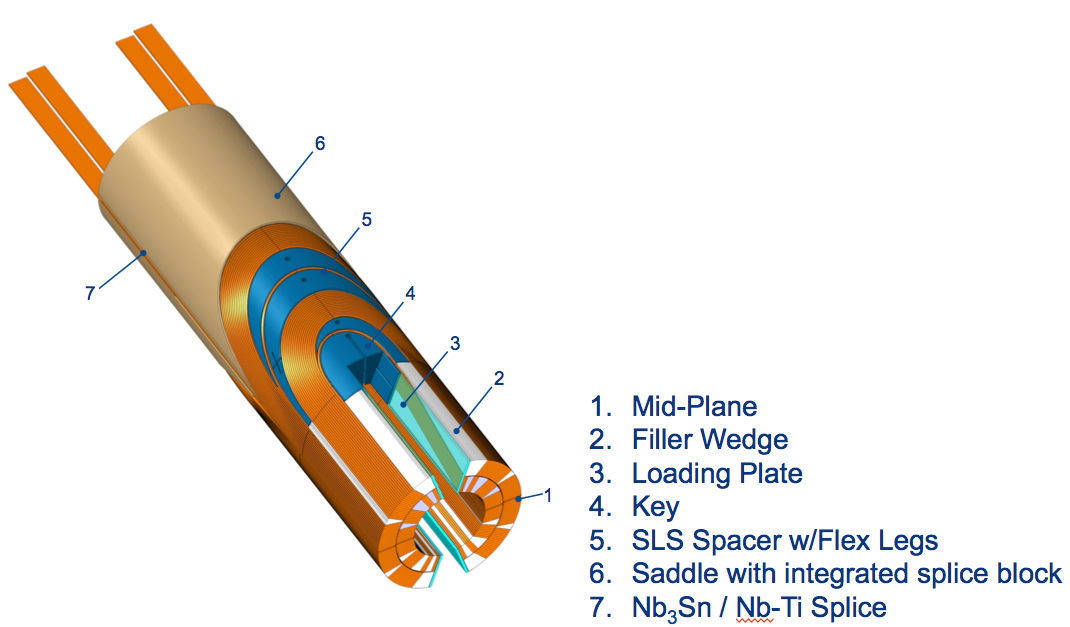 6
5
4
7
3
2
1
1. Mid-Plane
2. Filler Wedge
3. Loading Plate
4. Key
5. SLS Spacer w/Flex Legs
6. Saddle with integrated splice block
7. Nb₃Sn / Nb-Ti Splice